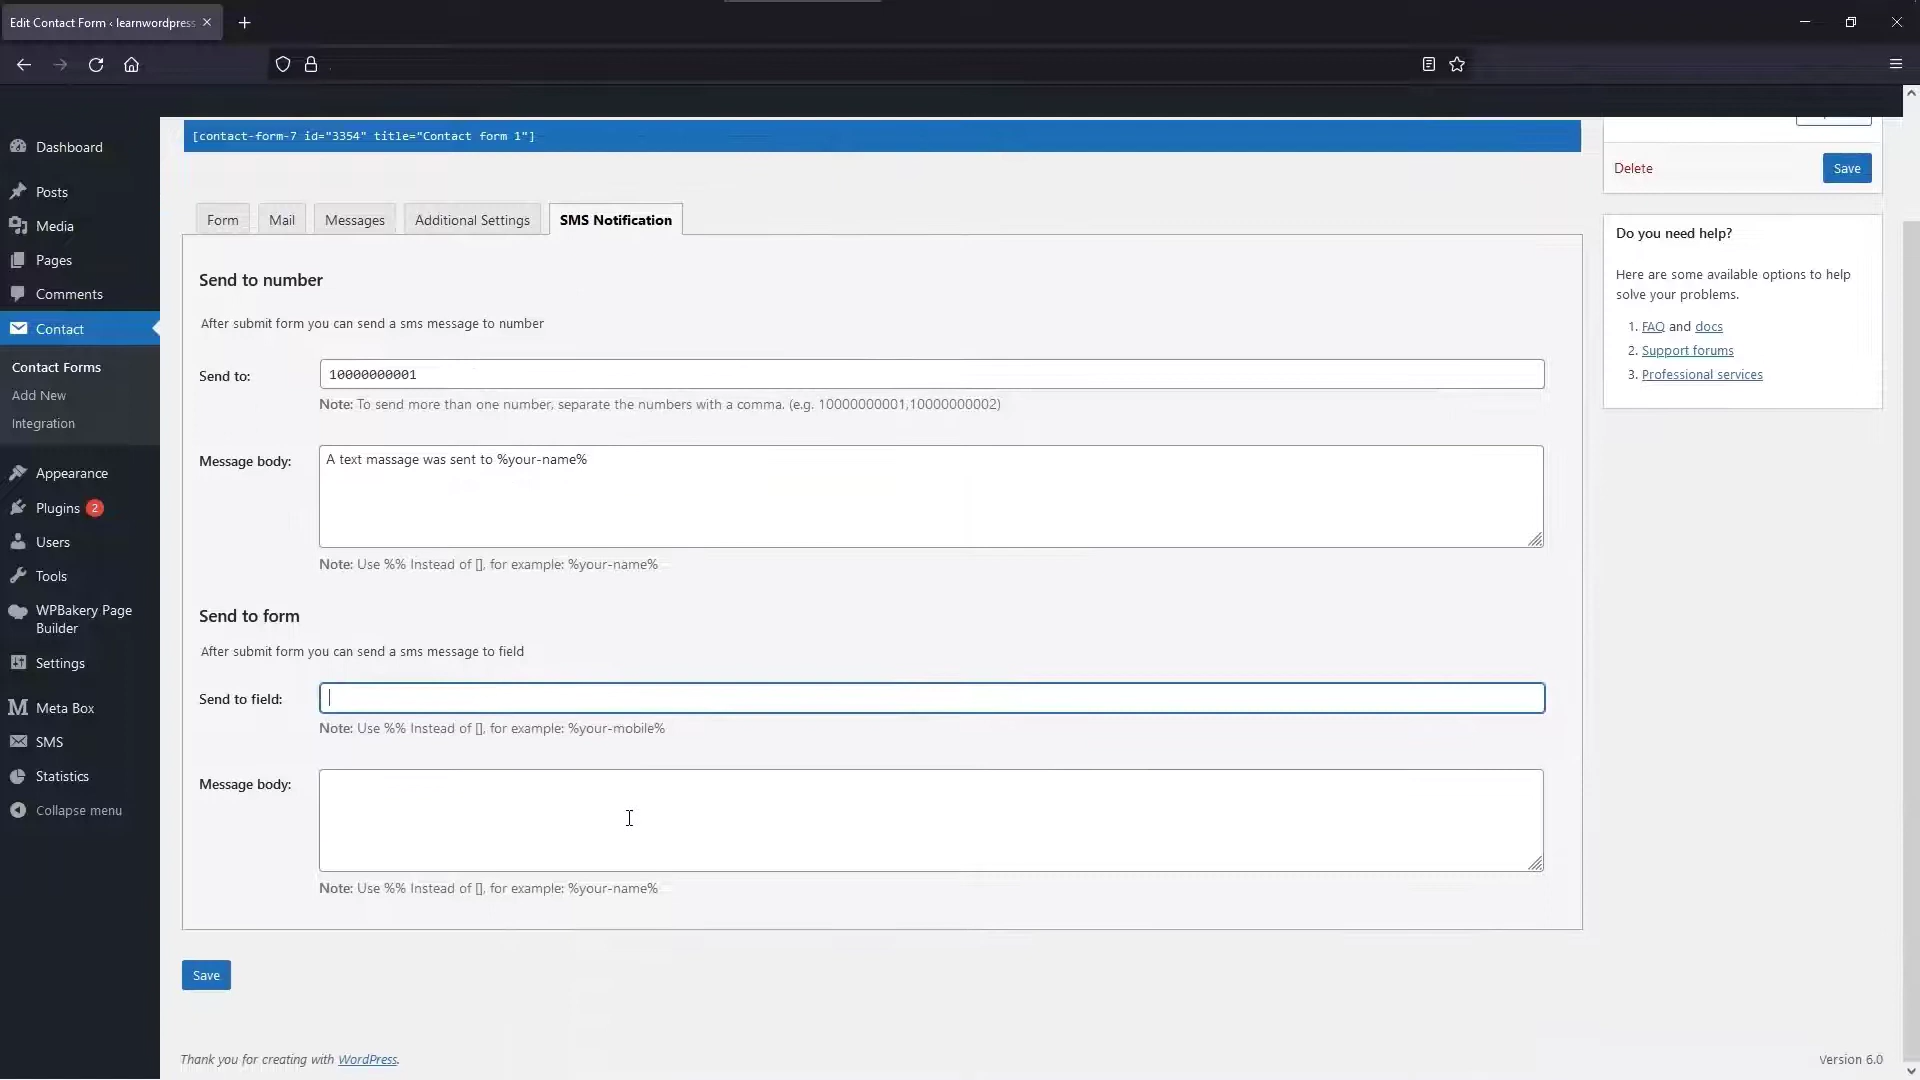 Edit Contact Form ‹ learnwordpress
[contact-form-7 id="3354" title="Contact form 1"]
Dashboard
Posts
Media
Pages
Comments
Contact
Contact Forms
Add New
Integration
Appearance
Plugins 2
Users
Tools
WPBakery Page
Builder
Settings
Meta Box
SMS
Statistics
Collapse menu
Form
Mail
Messages
Additional Settings
SMS Notification
Send to number
After submit form you can send a sms message to number
Send to: 10000000001
Note: To send more than one number, separate the numbers with a comma. (e.g. 10000000001,10000000002)
Message body: A text massage was sent to %your-name%
Note: Use %% Instead of [], for example: %your-name%
Send to form
After submit form you can send a sms message to field
Send to field:
Note: Use %% Instead of [], for example: %your-mobile%
Message body:
Note: Use %% Instead of [], for example: %your-name%
Save
Delete
Save
Do you need help?
Here are some available options to help
solve your problems.
1. FAQ and docs
2. Support forums
3. Professional services
Thank you for creating with WordPress.
Version 6.0